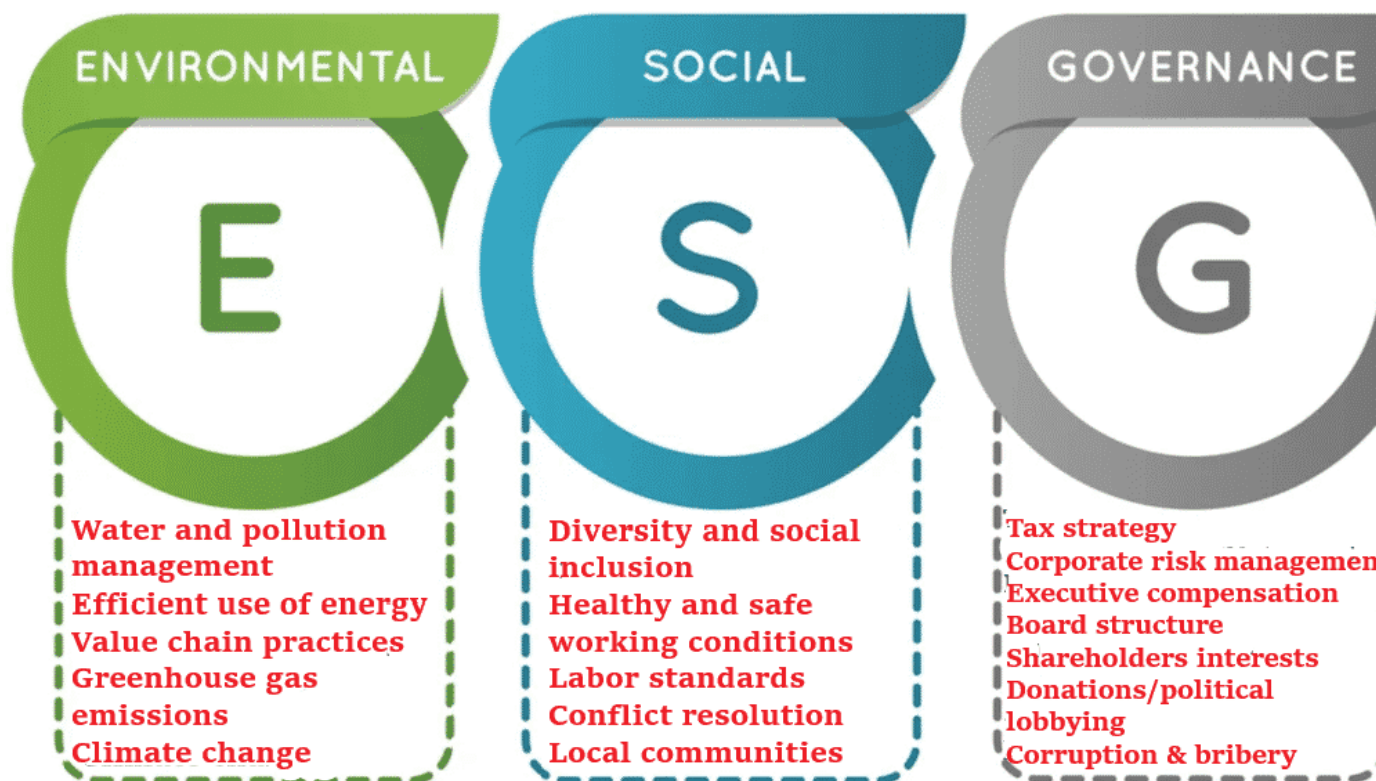 ENVIRONMENTAL
E
Water and pollution
management
Efficient use of energy
Value chain practices
Greenhouse gas
emissions
Climate change
SOCIAL
S
Diversity and social
inclusion
Healthy and safe
working conditions
Labor standards
Conflict resolution
Local communities
GOVERNANCE
G
Tax strategy
Corporate risk managemen
Executive compensation
Board structure
Shareholders interests
Donations/political
lobbying
Corruption & bribery